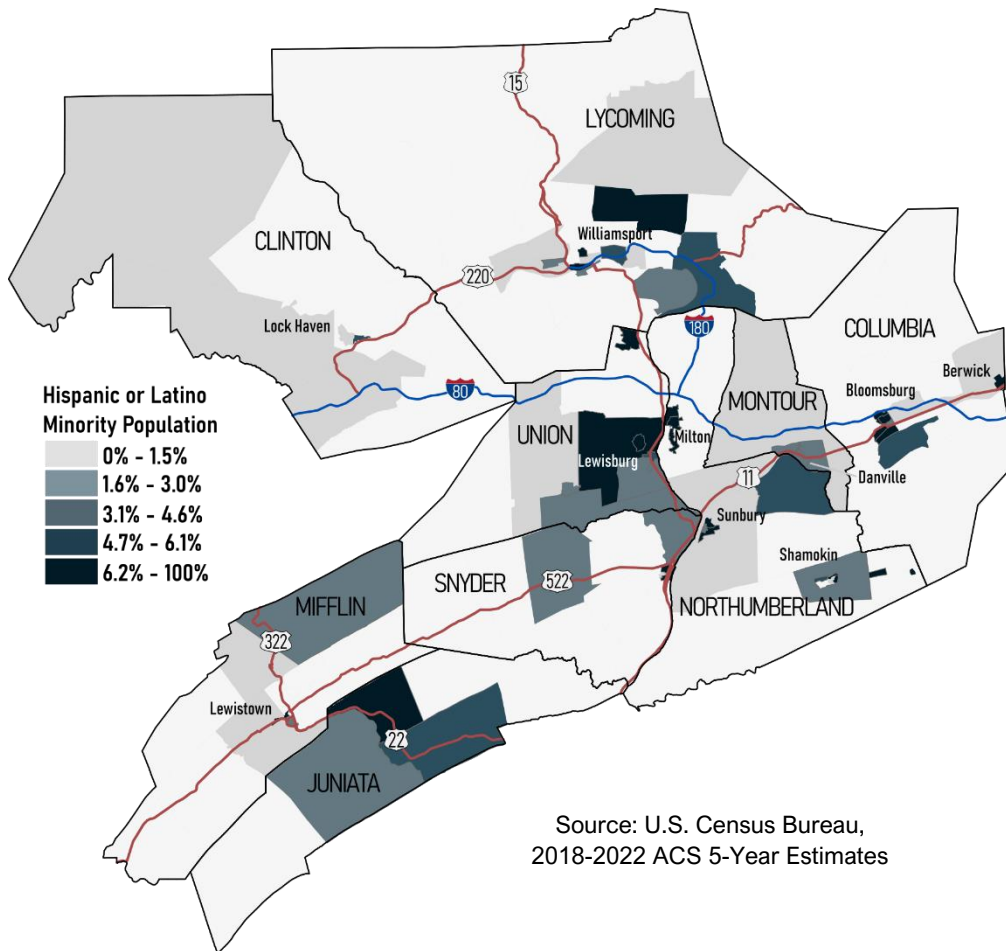 15
LYCOMING
Williamsport
CLINTON
220
Lock Haven
180
COLUMBIA
80
Berwick
Hispanic or Latino
Minority Population
0% - 1.5%
1.6% - 3.0%
3.1% - 4.6%
4.7% - 6.1%
6.2% - 100%
Bloomsburg
MONTOUR
UNION
Milton
Lewisburg
11
Danville
Sunbury
Shamokin
SNYDER
522
MIFFLIN
NORTHUMBERLAND
322
Lewistown
22
JUNIATA
Source: U.S. Census Bureau,
2018-2022 ACS 5-Year Estimates